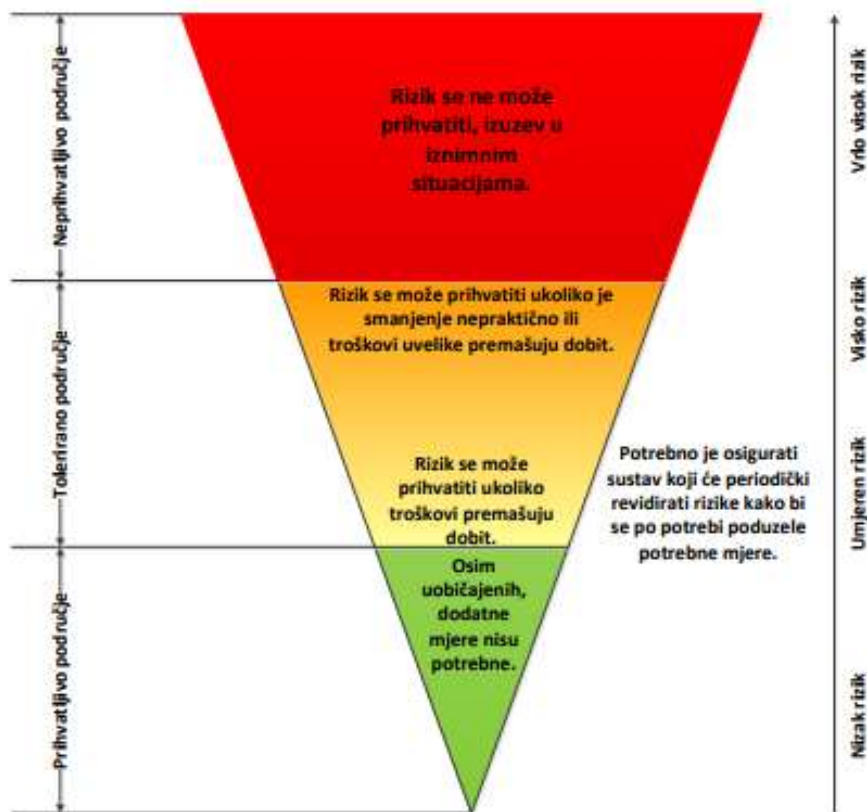 Neprihvatljivo područje
Tolerirano područje
Prihvatljivo područje
Rizik se ne može
prihvatiti, izuzev u
iznimnim
situacijama.
Rizik se može prihvatiti ukoliko je
smanjenje nepraktično ili
troškovi uvelike premašuju dobit.
Rizik se može
prihvatiti ukoliko
troškovi premašuju
dobit.
Osim
uobičajenih,
dodatne
mjere nisu
potrebne.
Potrebno je osigurati
sustav koji će periodički
revidirati rizike kako bi
se po potrebi poduzele
potrebne mjere.
Vrlo visok rizik
Visko rizik
Umjeren rizik
Nizak rizik